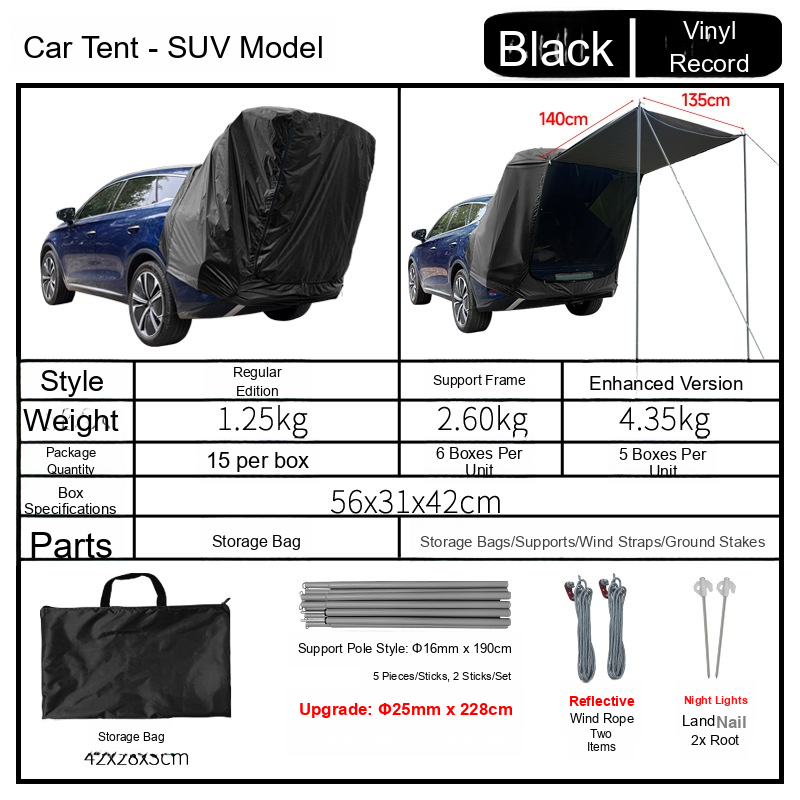 Car Tent - SUV Model
Black
Vinyl
Record
140cm
135cm
Style
Regular
Edition
Support Frame
Enhanced Version
Weight
1.25kg
2.60kg
4.35kg
Package
Quantity
15 per box
6 Boxes Per
Unit
5 Boxes Per
Unit
Box
Specifications
56x31x42cm
Parts
Storage Bag
Storage Bags/Supports/Wind Straps/Ground Stakes
Support Pole Style: Φ16mm x 190cm
5 Pieces/Sticks, 2 Sticks/Set
Upgrade: Φ25mm x 228cm
Reflective
Wind Rope
Two
Items
Night Lights
LandNail
2x Root
Storage Bag
42x28x5cm